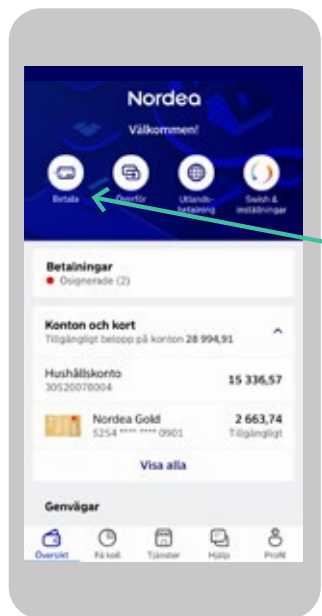 Nordea
Välkommen!
Betala
Överför
Utlands-
betalning
Swish &
inställningar
Betalningar
Osignerade (2)
Konton och kort
Tillgängligt belopp på konton 28 994,91
Hushållskonto
15 336,57
30520078004
Nordea Gold
2 663,74
5254 **** **** 0901
Tillgängligt
Visa alla
Genvägar
Översikt
Få koll
Tjänster
Hjälp
Profil